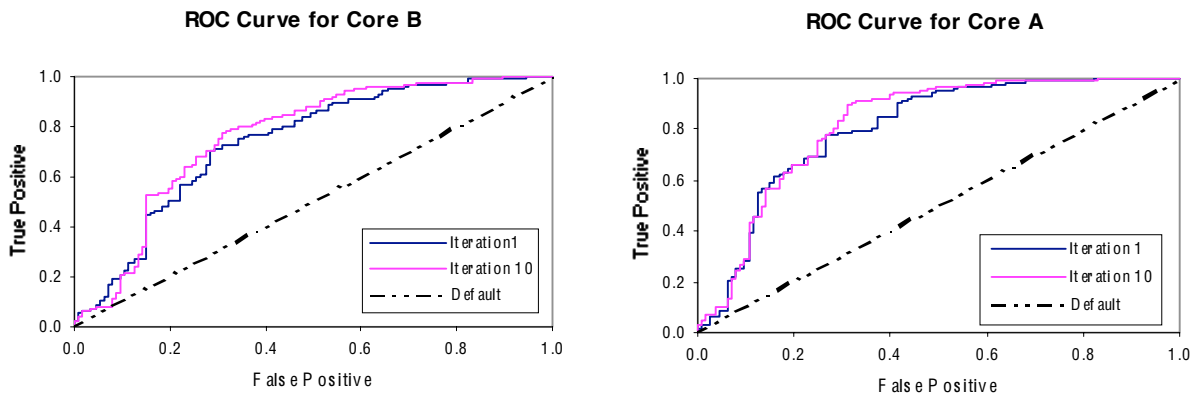 ROC Curve for Core B
1.0
0.8
0.6
0.4
0.2
0.0
True Positive
Iteration1
Iteration 10
Default
0.0 0.2 0.4 0.6 0.8 1.0
False Positive
ROC Curve for Core A
1.0
0.8
0.6
0.4
0.2
0.0
True Positive
Iteration 1
Iteration 10
Default
0.0 0.2 0.4 0.6 0.8 1.0
False Positive